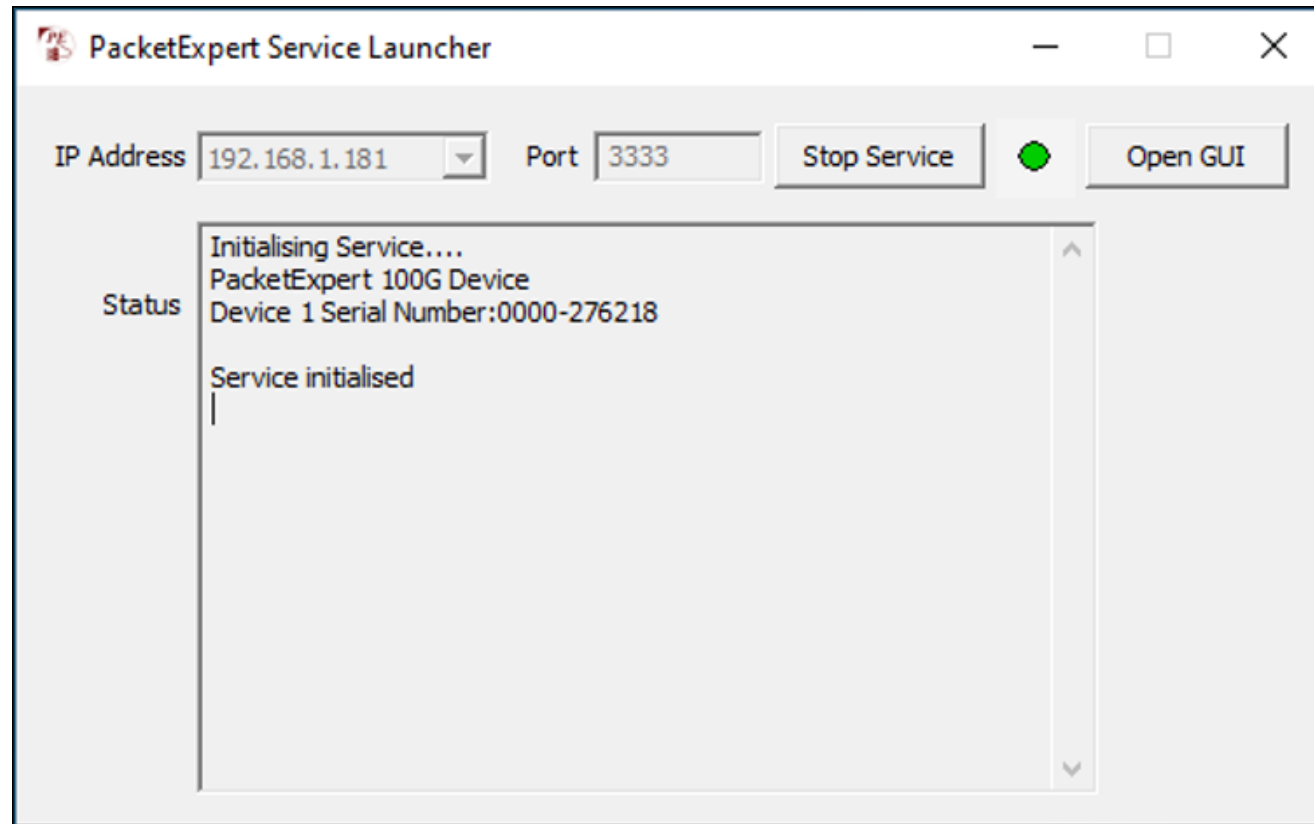 PacketExpert Service Launcher
IP Address 192.168.1.181 Port 3333 Stop Service Open GUI
Status
Initialising Service....
PacketExpert 100G Device
Device 1 Serial Number:0000-276218
Service initialised